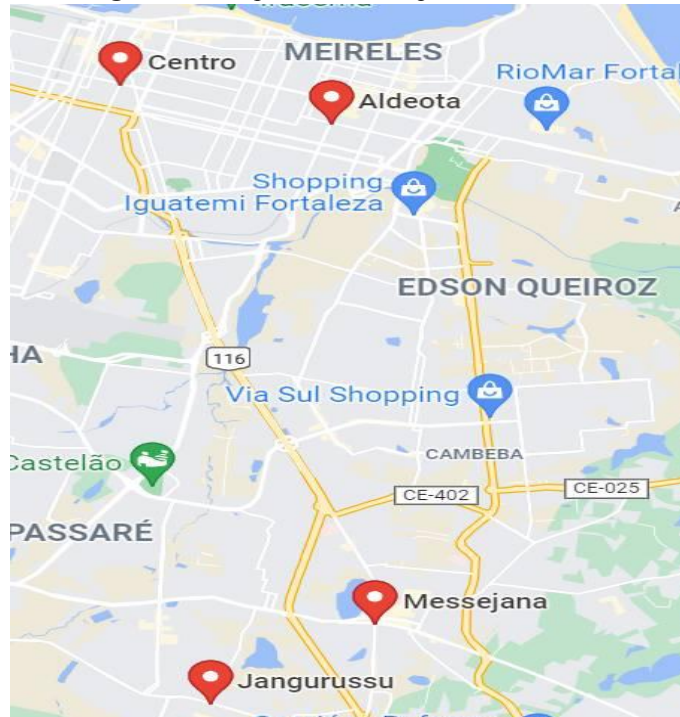 Centro
MEIRELES
RioMar Fortal
Aldeota
Shopping
Iguatemi Fortaleza
EDSON QUEIROZ
HA
116
Via Sul Shopping
CAMBEBA
Castelão
CE-402
CE-025
PASSARÉ
Messejana
Jangurussu